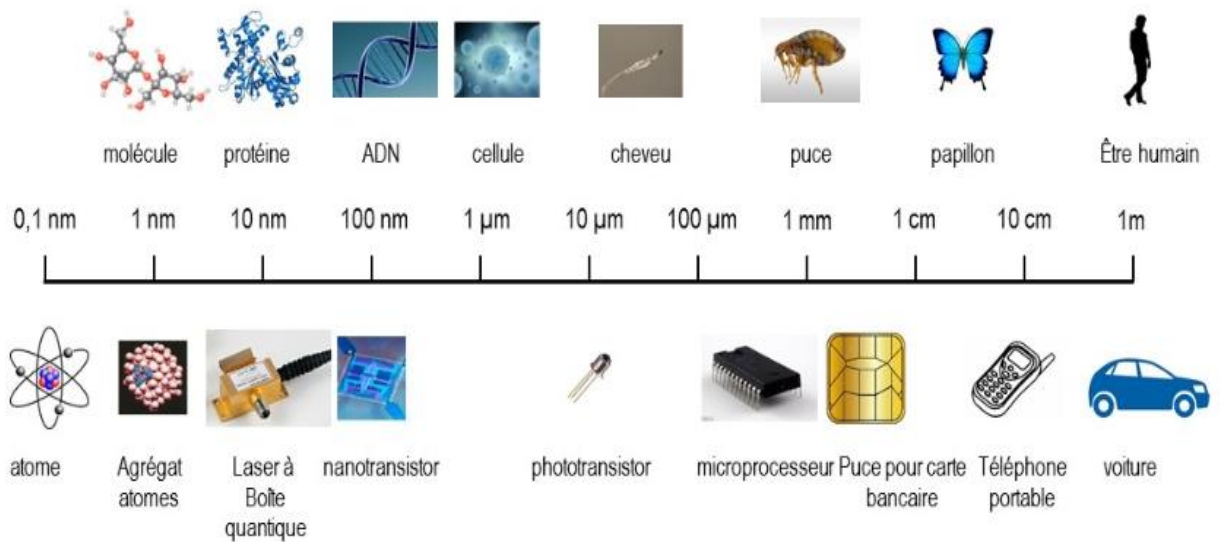 molécule protéine ADN cellule cheveu puce papillon Être humain
0,1 nm 1 nm 10 nm 100 nm 1 µm 10 µm 100 µm 1 mm 1 cm 10 cm 1m
atome Agrégat Laser à nanotransistor phototransistor microprocesseur Puce pour carte Téléphone voiture
atomes Boîte bancaire portable
quantique